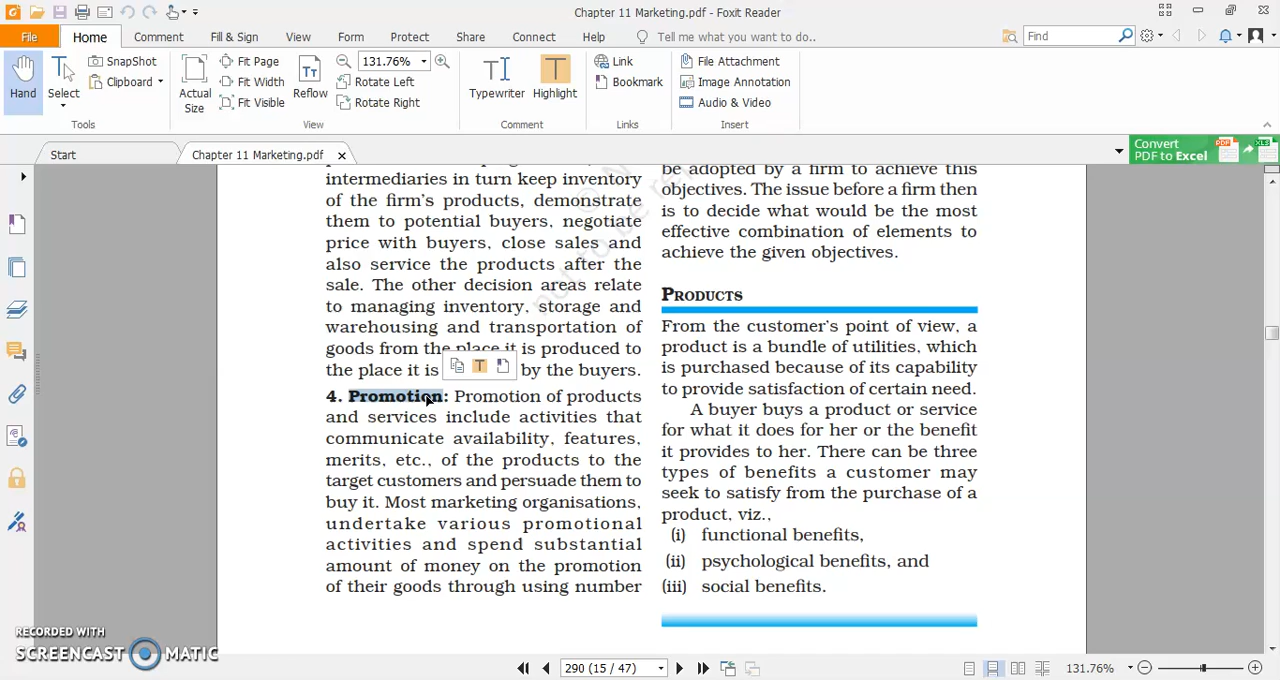 Chapter 11 Marketing.pdf - Foxit Reader
File Home Comment Fill & Sign View Form Protect Share Connect Help Tell me what you want to do.. Find
Hand
Select
SnapShot
Clipboard
Tools
Actual
Size
Fit Page
Fit Width
Fit Visible
Reflow
131.76%
Rotate Left
Rotate Right
View
Typewriter
Highlight
Comment
Link
Bookmark
Links
File Attachment
Image Annotation
Audio & Video
Insert
Start
Chapter 11 Marketing.pdf
Convert
PDF to Excel
intermediaries in turn keep inventory
of the firm's products, demonstrate
them to potential buyers, negotiate
price with buyers, close sales and
also service the products after the
sale. The other decision areas relate
to managing inventory, storage and
warehousing and transportation of
goods from the place it is produced to
the place it is by the buyers.
4. Promotion: Promotion of products
and services include activities that
communicate availability, features,
merits, etc., of the products to the
target customers and persuade them to
buy it. Most marketing organisations,
undertake various promotional
activities and spend substantial
amount of money on the promotion
of their goods through using number
be adopted by a firm to achieve this
objectives. The issue before a firm then
is to decide what would be the most
effective combination of elements to
achieve the given objectives.
PRODUCTS
From the customer's point of view, a
product is a bundle of utilities, which
is purchased because of its capability
to provide satisfaction of certain need.
A buyer buys a product or service
for what it does for her or the benefit
it provides to her. There can be three
types of benefits a customer may
seek to satisfy from the purchase of a
product, viz.,
(i) functional benefits,
(ii) psychological benefits, and
(iii) social benefits.
not to be re
RECORDED WITH
SCREENCAST MATIC
290 (15 / 47)
131.76%